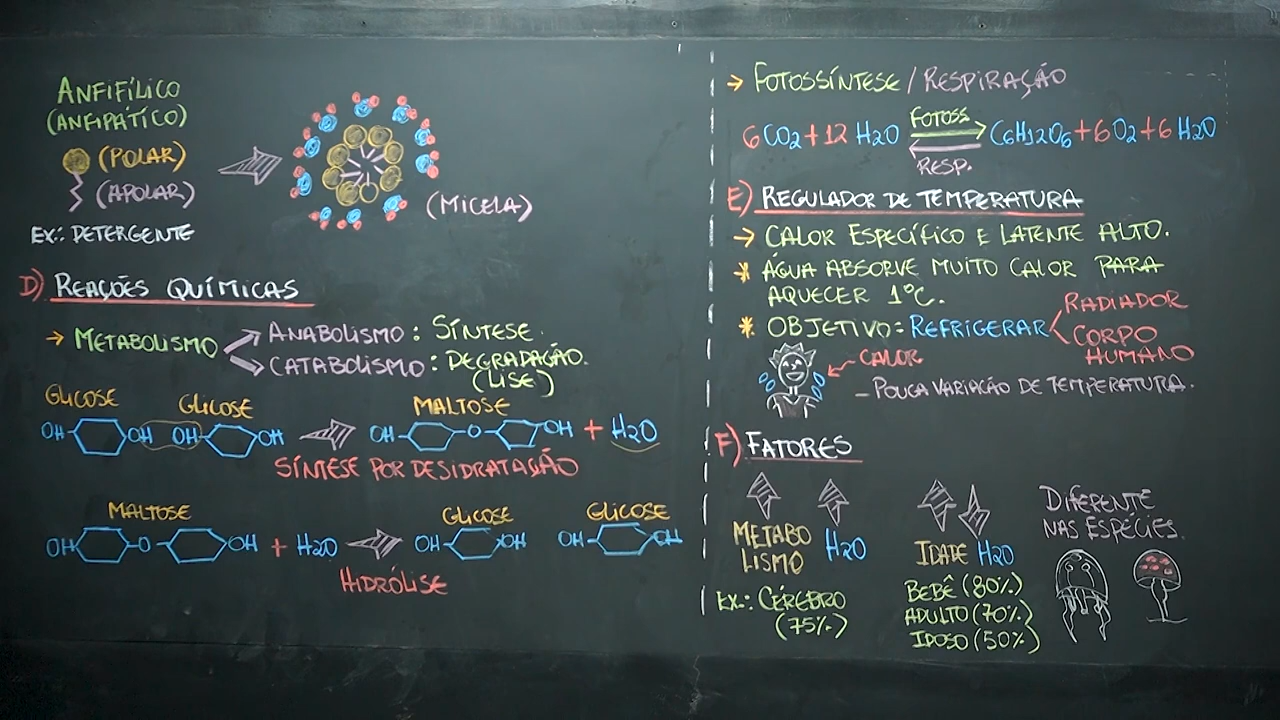 ANFIFÍLICO
(ANFIPÁTICO)
(POLAR)
(APOLAR)
EX.: DETERGENTE
(MICELA)
D) REAÇÕES QUÍMICAS
→ METABOLISMO
ANABOLISMO: SÍNTESE.
CATABOLISMO: DEGRADAÇÃO.
(LISE)
GLICOSE GLICOSE MALTOSE
OH OH OH OH → OH O OH + H2O
SÍNTESE POR DESIDRATAÇÃO
MALTOSE GLICOSE GLICOSE
OH O OH + H2O → OH OH OH OH
HIDRÓLISE
→ FOTOSSÍNTESE / RESPIRAÇÃO
FOTOSS
6CO2 + 12 H2O C6H12O6 + 6O2 + 6 H2O
RESP.
E) REGULADOR DE TEMPERATURA
→ CALOR ESPECÍFICO E LATENTE ALTO.
* ÁGUA ABSORVE MUITO CALOR PARA
AQUECER 1°C.
* OBJETIVO: REFRIGERAR
RADIADOR
CORPO
HUMANO
CALOR
– POUCA VARIAÇÃO DE TEMPERATURA.
F) FATORES
METABO
LISMO
H2O
EX.: CÉREBRO
(75%)
IDADE H2O
BEBÊ (80%)
ADULTO (70%)
IDOSO (50%)
DIFERENTE
NAS ESPÉCIES.